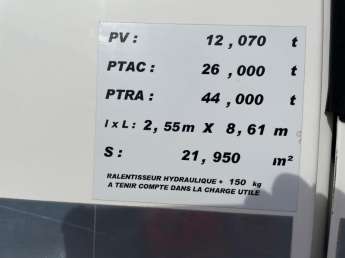 PV : 12,070 t
PTAC : 26,000 t
PTRA : 44,000 t
l x L : 2,55m X 8,61 m
S : 21,950 m²
RALENTISSEUR HYDRAULIQUE + 150 kg
A TENIR COMPTE DANS LA CHARGE UTILE